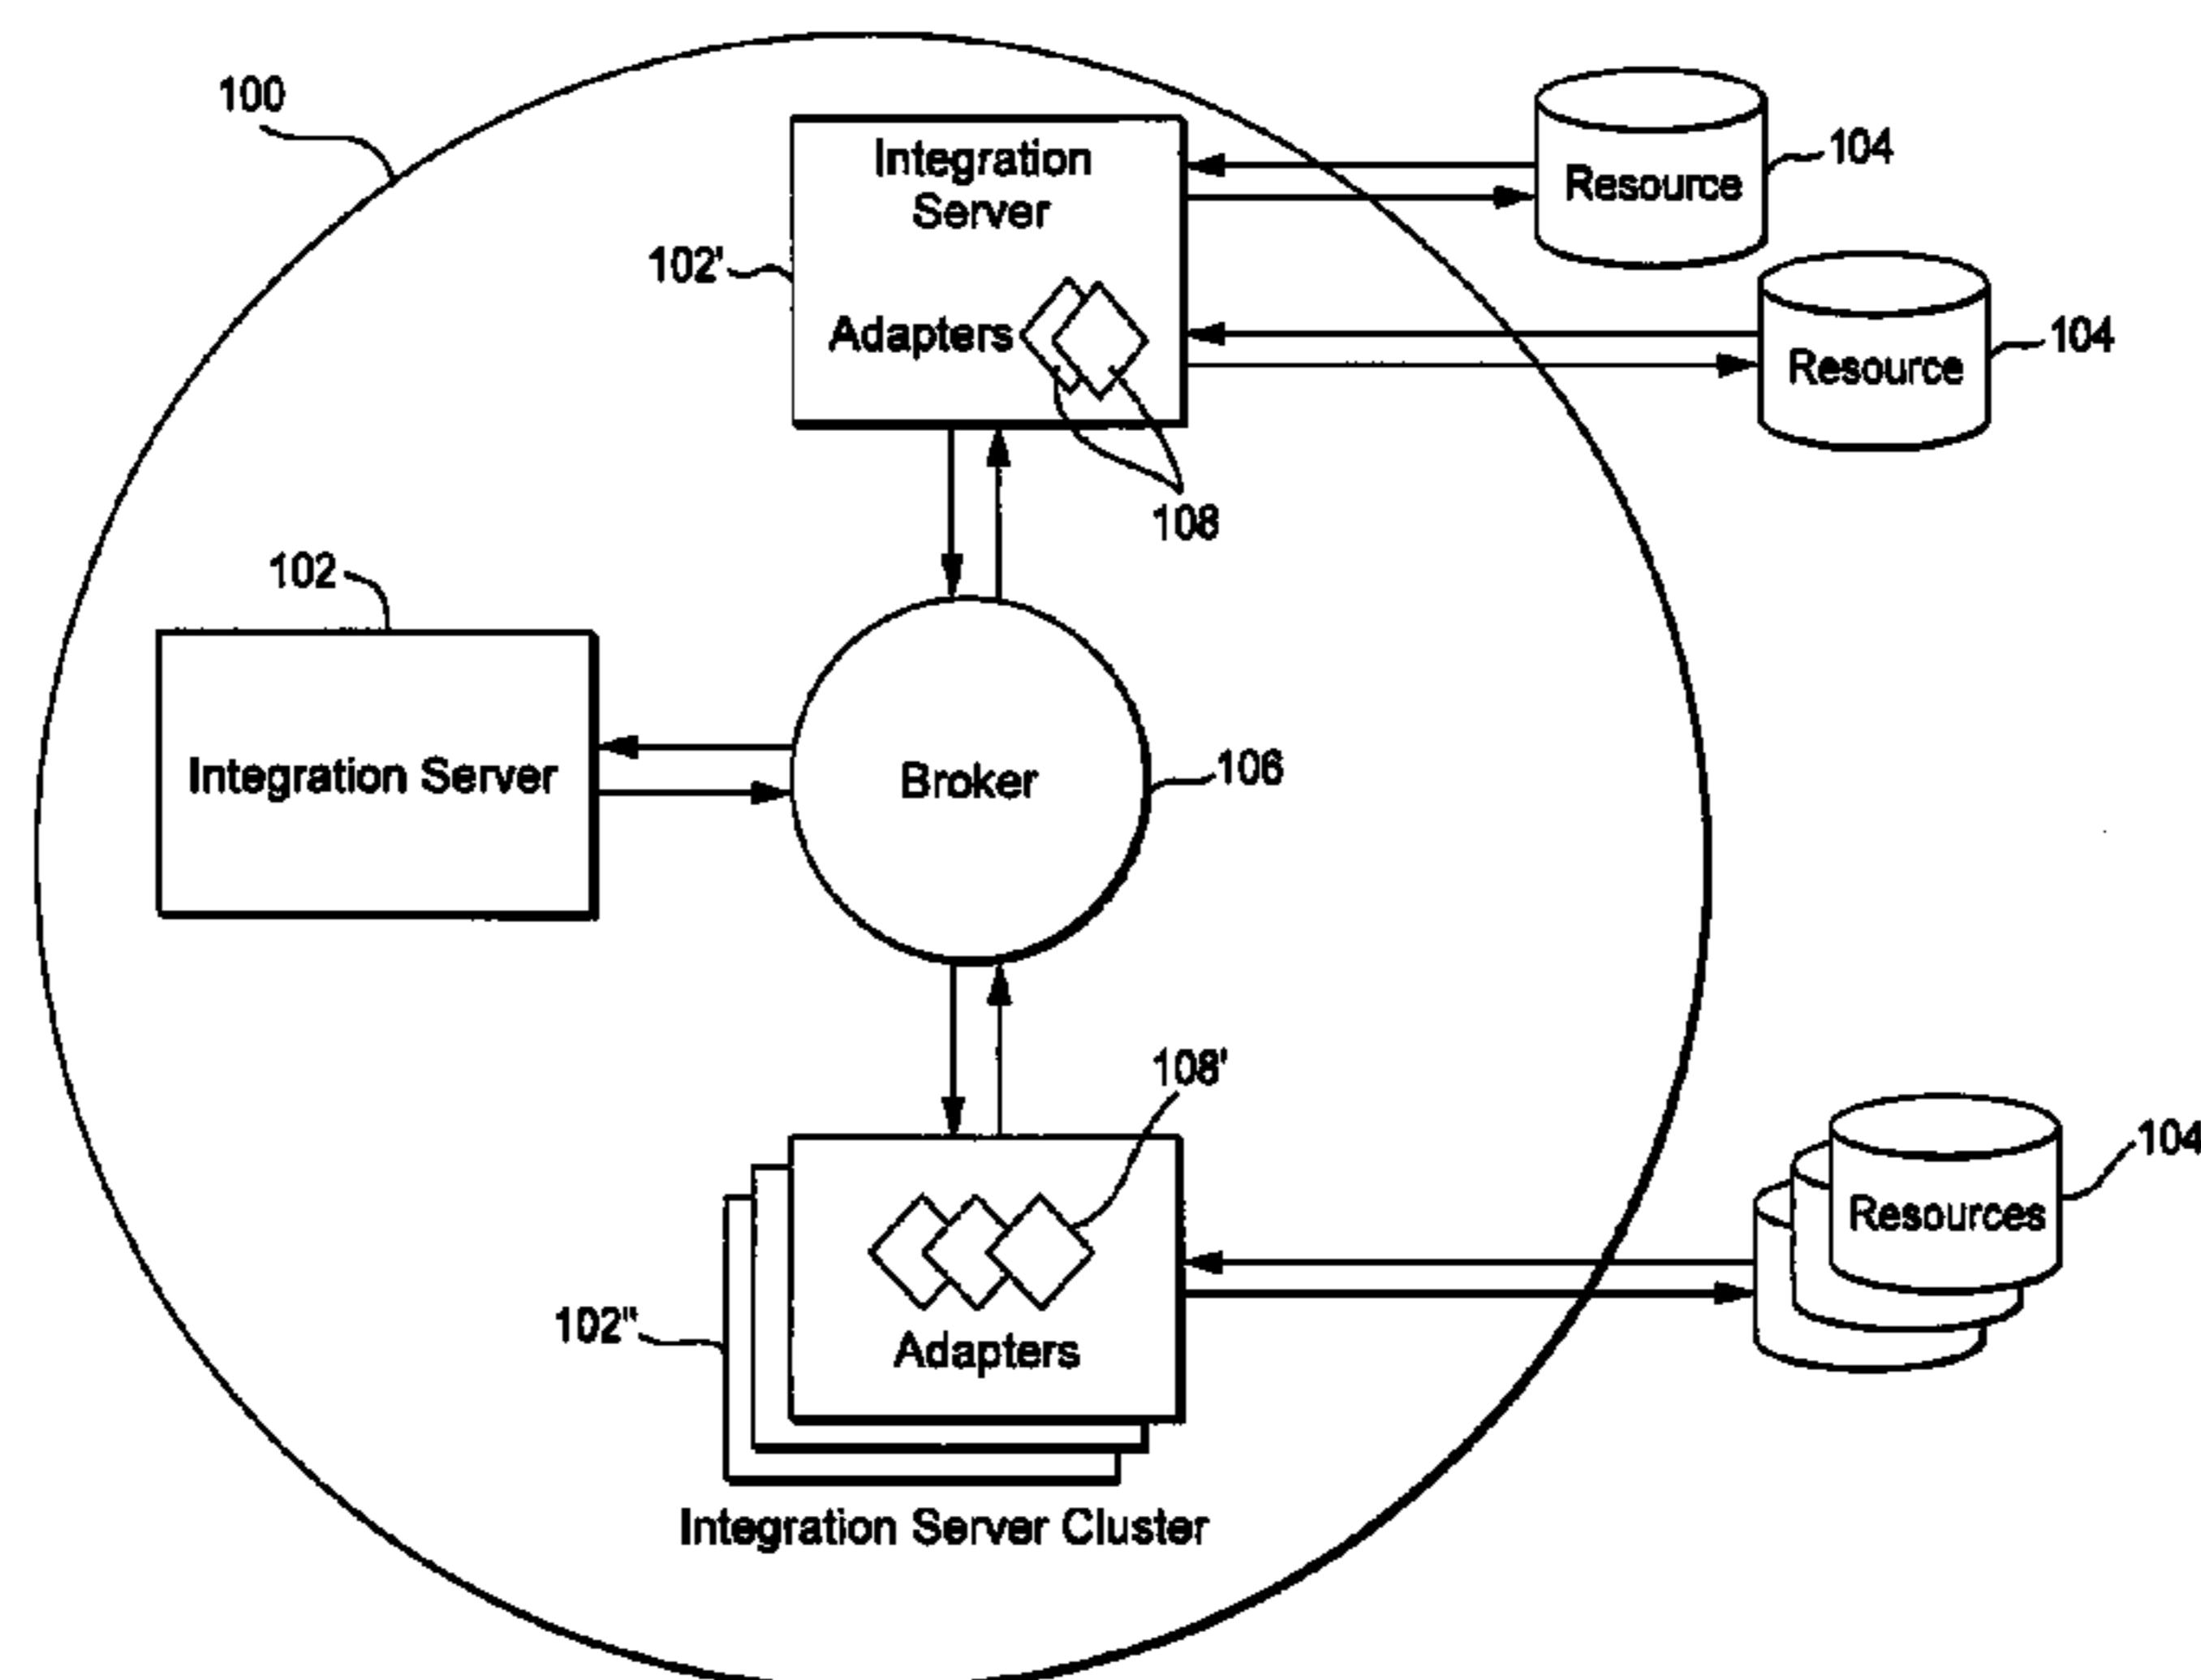 100
Integration
Server
104
Resource
102'
Adapters
104
Resource
108
102
Integration Server
Broker
106
108'
104
Resources
102"
Adapters
Integration Server Cluster